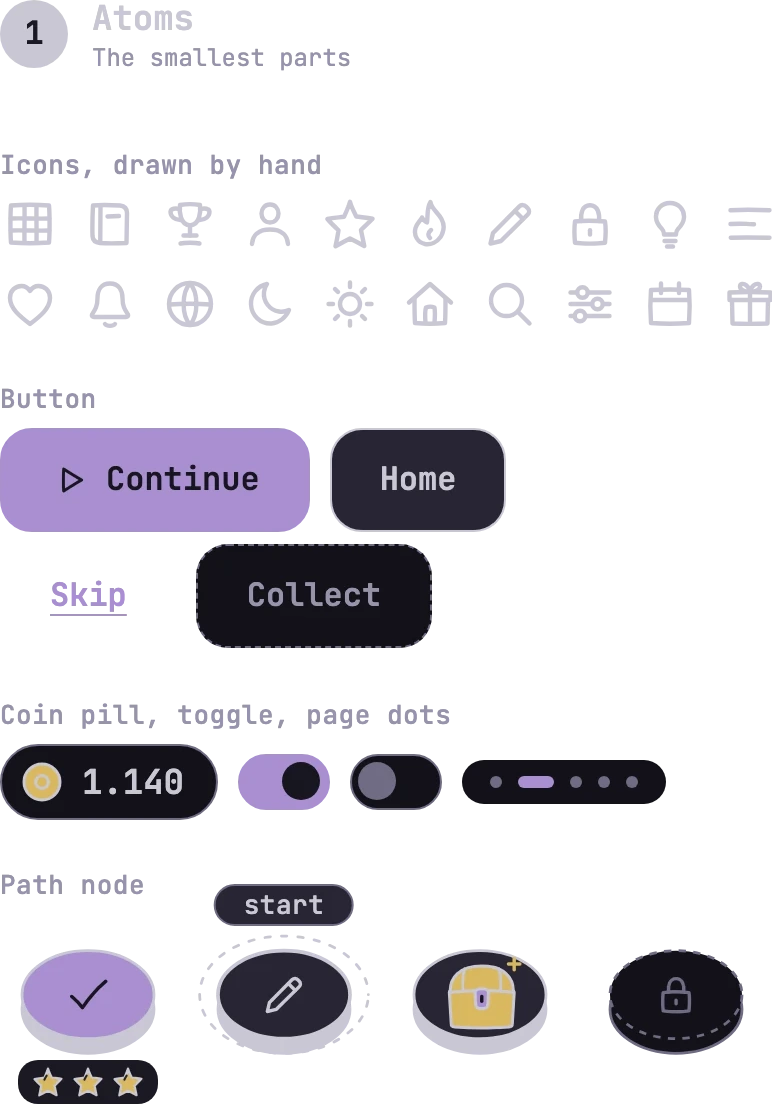 1
Atoms
The smallest parts
Icons, drawn by hand
Button
Continue
Home
Skip
Collect
Coin pill, toggle, page dots
1.140
Path node
start